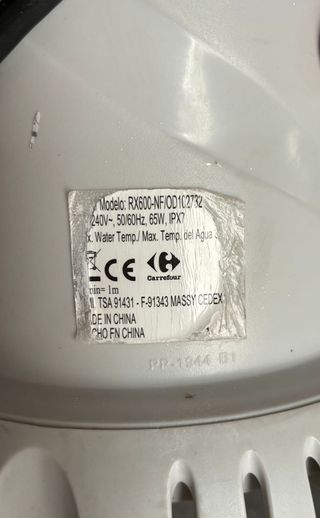 Modelo: RX600-NF/OD102732
240V~, 50/60Hz, 65W, IPX7
x. Water Temp./ Max. Temp. del Agua
CE Carrefour
min= 1m
TSA 91431 - F-91343 MASSY CEDEX
DE IN CHINA
CHO EN CHINA
PP-1944 B1